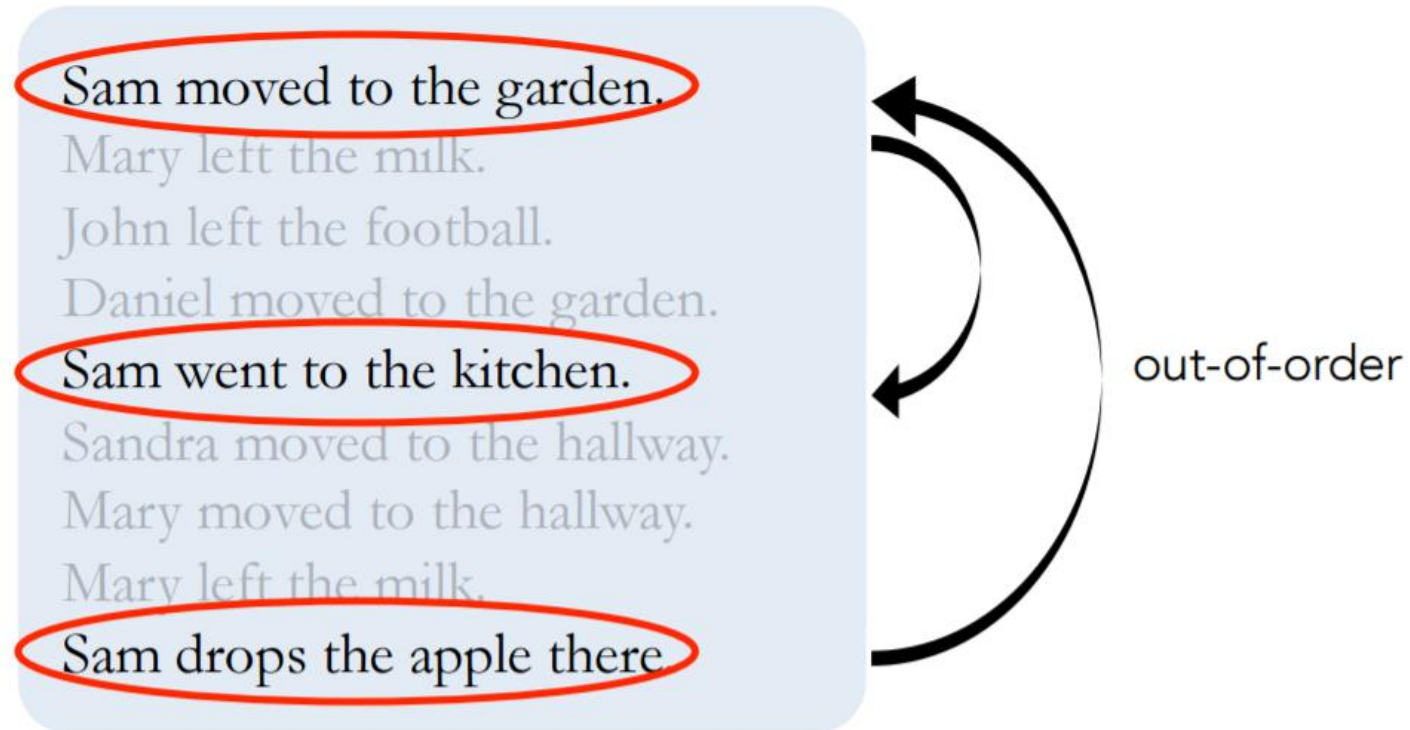 Sam moved to the garden.
Mary left the milk.
John left the football.
Daniel moved to the garden.
Sam went to the kitchen.
Sandra moved to the hallway.
Mary moved to the hallway.
Mary left the milk.
Sam drops the apple there.
out-of-order